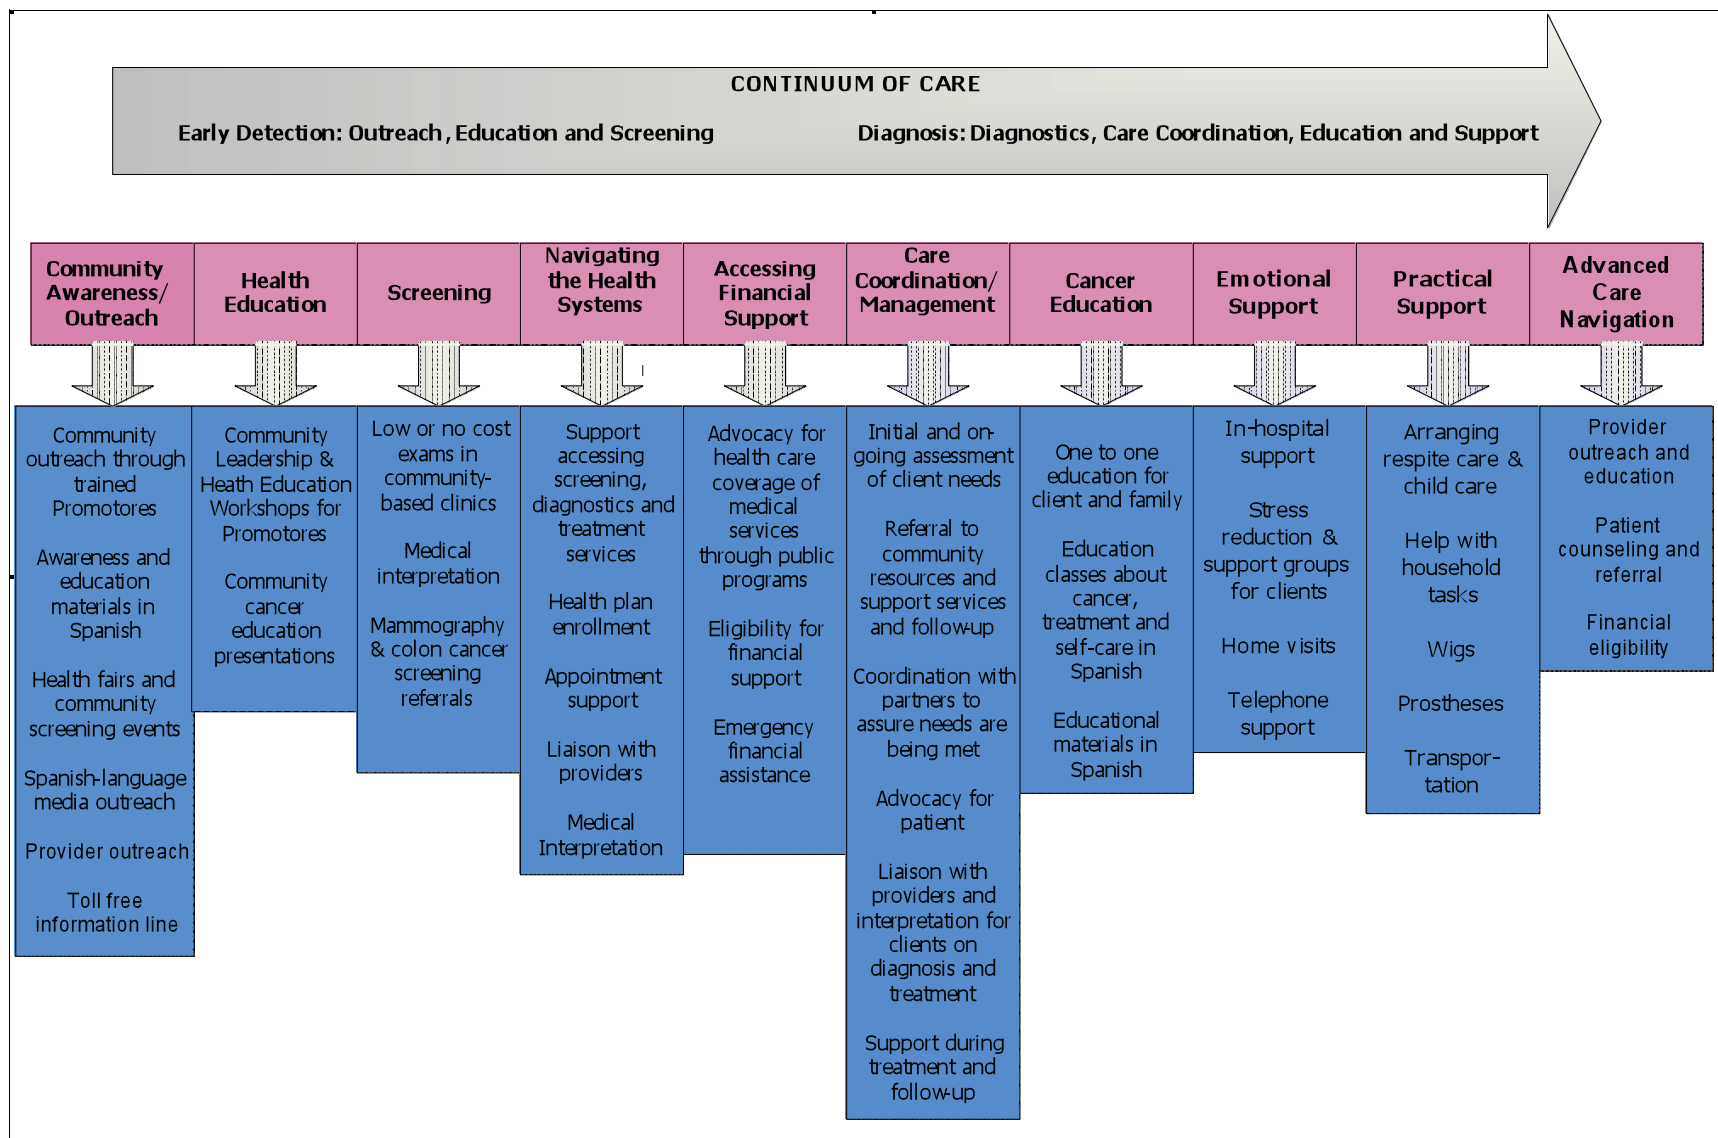 CONTINUUM OF CARE
Early Detection: Outreach, Education and Screening
Diagnosis: Diagnostics, Care Coordination, Education and Support
Community
Awareness/
Outreach
Health
Education
Screening
Navigating
the Health
Systems
Accessing
Financial
Support
Care
Coordination/
Management
Cancer
Education
Emotional
Support
Practical
Support
Advanced
Care
Navigation
Community
outreach through
trained
Promotores
Awareness and
education
materials in
Spanish
Health fairs and
community
screening events
Spanish-language
media outreach
Provider outreach
Toll free
information line
Community
Leadership &
Heath Education
Workshops for
Promotores
Community
cancer
education
presentations
Low or no cost
exams in
community-
based clinics
Medical
interpretation
Mammography
& colon cancer
screening
referrals
Support
accessing
screening,
diagnostics and
treatment
services
Health plan
enrollment
Appointment
support
Liaison with
providers
Medical
Interpretation
Advocacy for
health care
coverage of
medical
services
through public
programs
Eligibility for
financial
support
Emergency
financial
assistance
Initial and on-
going assessment
of client needs
Referral to
community
resources and
support services
and follow-up
Coordination with
partners to
assure needs are
being met
Advocacy for
patient
Liaison with
providers and
interpretation for
clients on
diagnosis and
treatment
Support during
treatment and
follow-up
One to one
education for
client and family
Education
classes about
cancer,
treatment and
self-care in
Spanish
Educational
materials in
Spanish
In-hospital
support
Stress
reduction &
support groups
for clients
Home visits
Telephone
support
Arranging
respite care &
child care
Help with
household
tasks
Wigs
Prostheses
Transpor-
tation
Provider
outreach and
education
Patient
counseling and
referral
Financial
eligibility